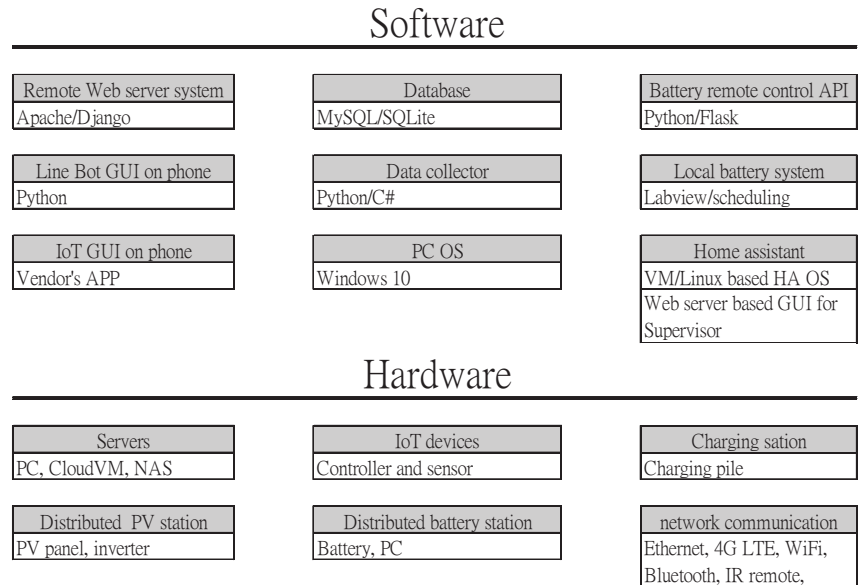 Software
Remote Web server system
Apache/Django
Database
MySQL/SQLite
Battery remote control API
Python/Flask
Line Bot GUI on phone
Python
Data collector
Python/C#
Local battery system
Labview/scheduling
IoT GUI on phone
Vendor's APP
PC OS
Windows 10
Home assistant
VM/Linux based HA OS
Web server based GUI for
Supervisor
Hardware
Servers
PC, CloudVM, NAS
IoT devices
Controller and sensor
Charging sation
Charging pile
Distributed PV station
PV panel, inverter
Distributed battery station
Battery, PC
network communication
Ethernet, 4G LTE, WiFi,
Bluetooth, IR remote,